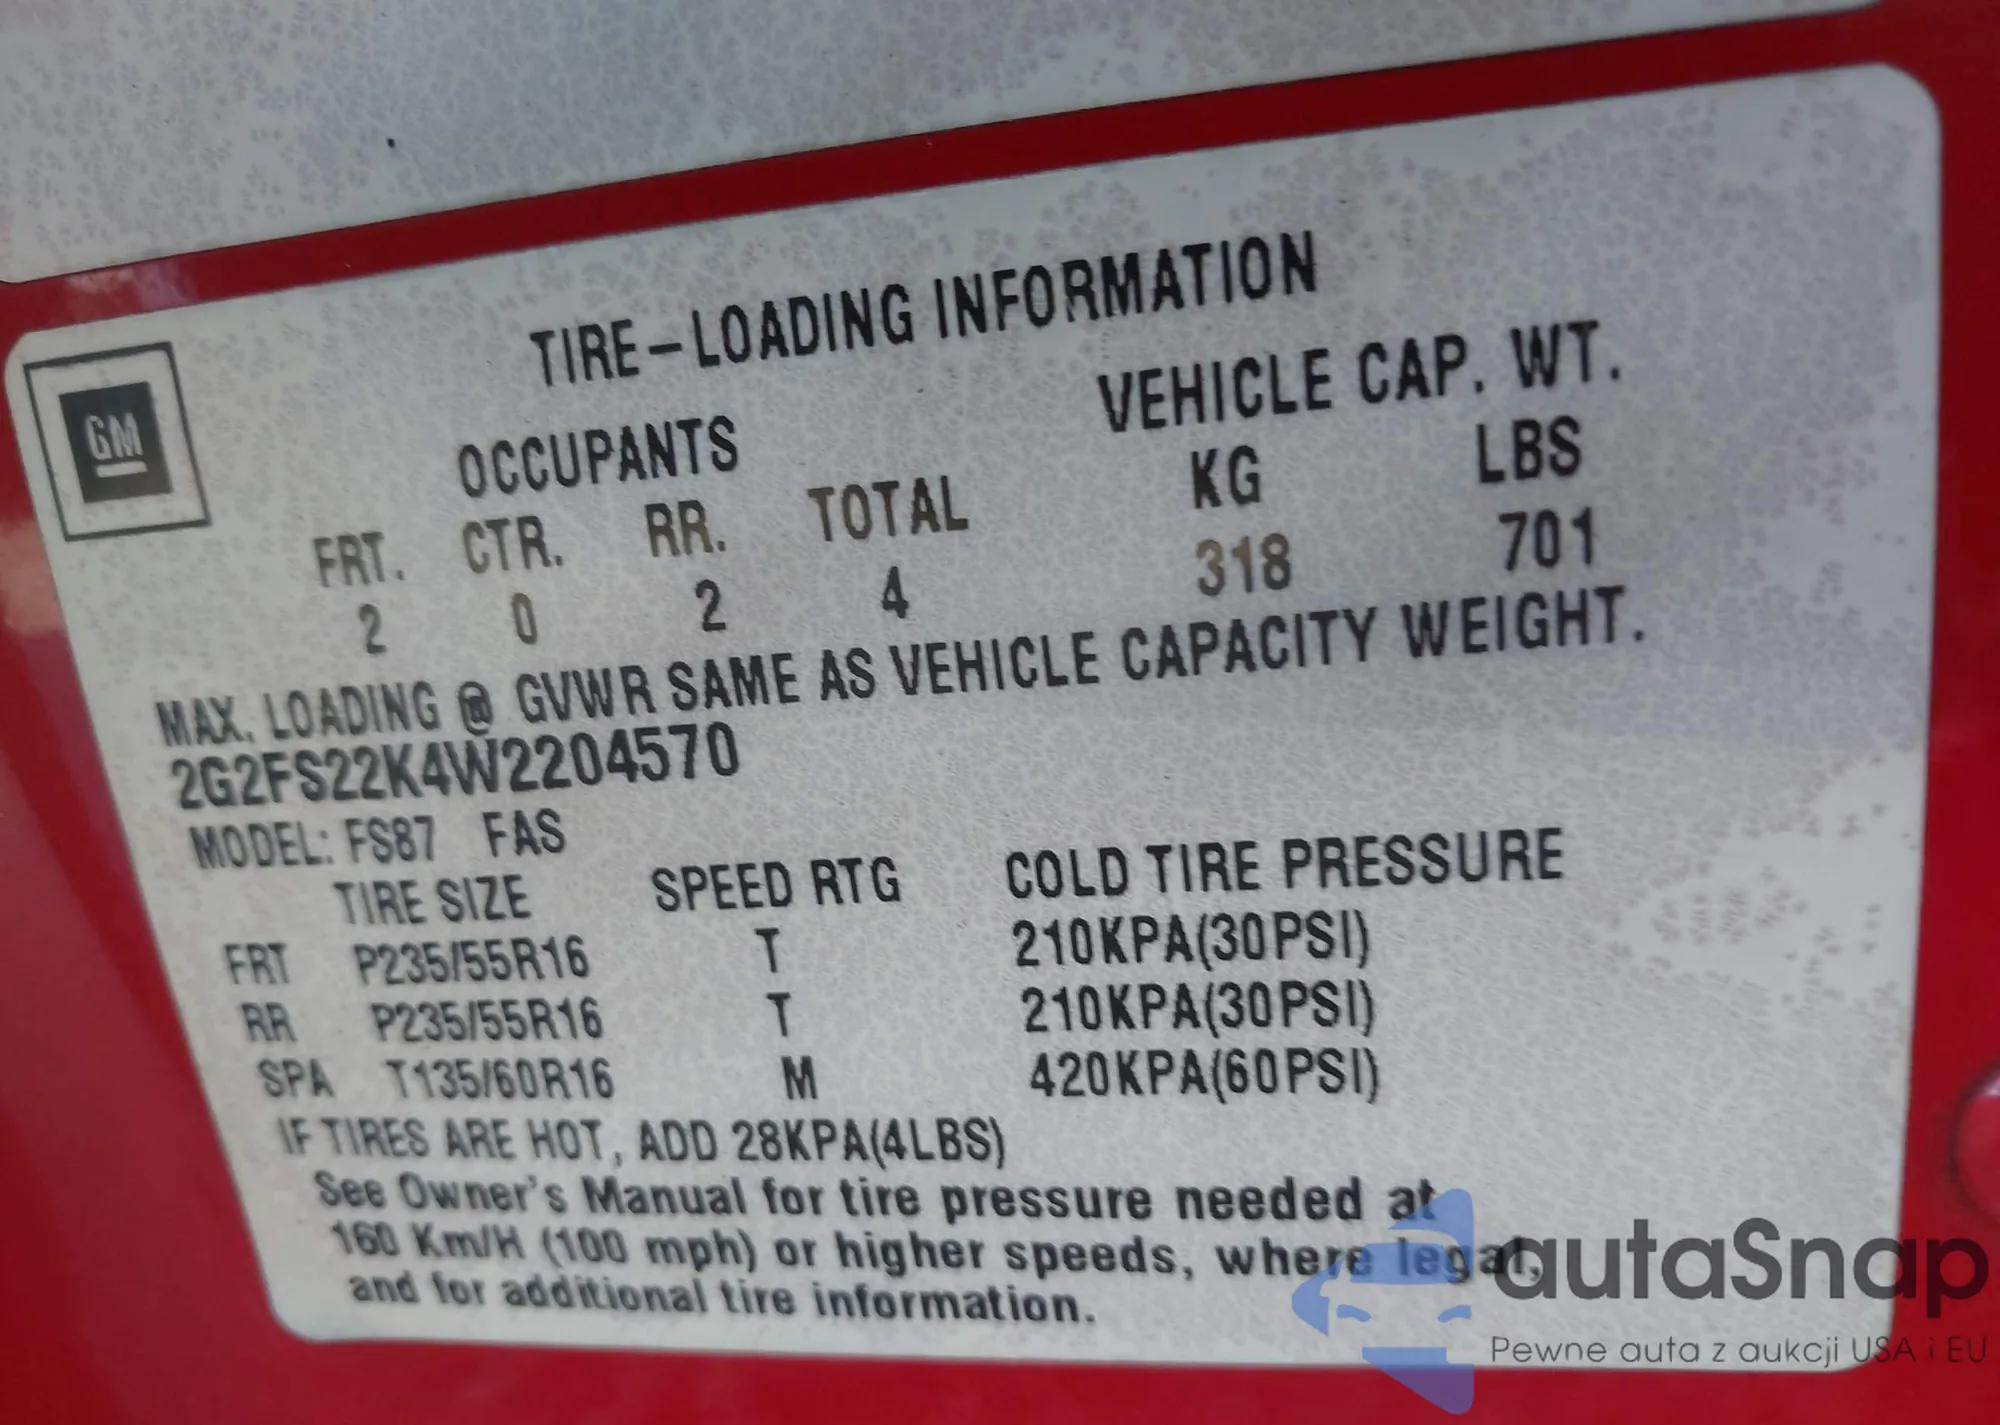 GM
TIRE-LOADING INFORMATION
OCCUPANTS VEHICLE CAP. WT.
FRT. CTR. RR. TOTAL KG LBS
2 0 2 4 318 701
MAX. LOADING @ GVWR SAME AS VEHICLE CAPACITY WEIGHT.
2G2FS22K4W2204570
MODEL: FS87 FAS
TIRE SIZE SPEED RTG COLD TIRE PRESSURE
FRT P235/55R16 T 210KPA(30PSI)
RR P235/55R16 T 210KPA(30PSI)
SPA T135/60R16 M 420KPA(60PSI)
IF TIRES ARE HOT, ADD 28KPA(4LBS)
See Owner's Manual for tire pressure needed at
160 Km/H (100 mph) or higher speeds, where legal,
and for additional tire information.
autaSnap
Pewne auta z aukcji USA i EU